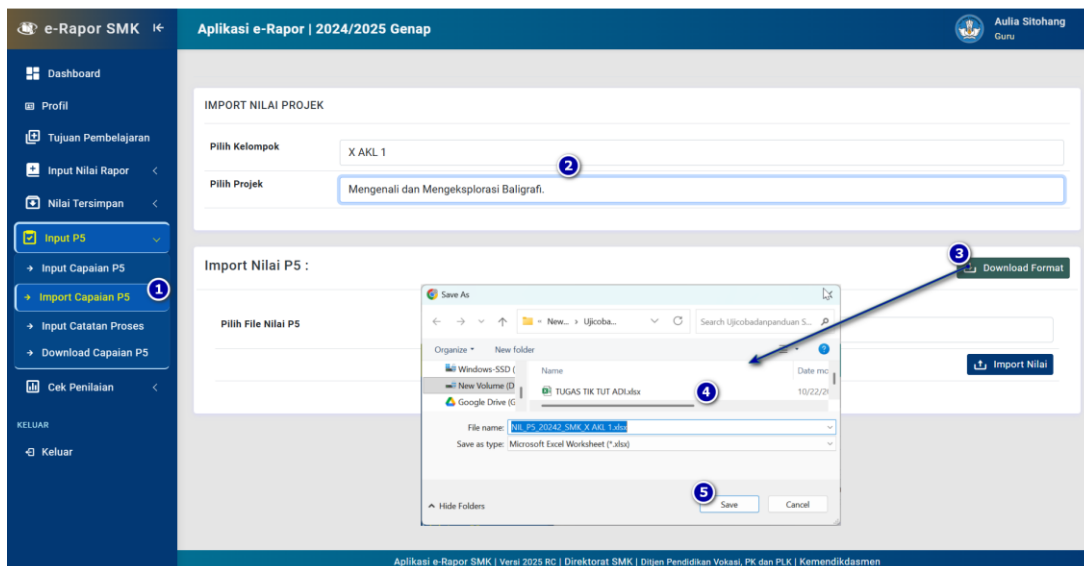 e-Rapor SMK
Aplikasi e-Rapor | 2024/2025 Genap
Aulia Sitohang
Guru
Dashboard
Profil
Tujuan Pembelajaran
Input Nilai Rapor
Nilai Tersimpan
Input P5
Input Capaian P5
Import Capaian P5
1
Input Catatan Proses
Download Capaian P5
Cek Penilaian
KELUAR
Keluar
IMPORT NILAI PROJEK
Pilih Kelompok
X AKL 1
2
Pilih Projek
Mengenali dan Mengeksplorasi Baligrafi.
Import Nilai P5 :
3
Download Format
Pilih File Nilai P5
Import Nilai
Save As
« New... > Ujicoba...
Search Ujicobadanpanduan S...
Organize
New folder
Windows-SSD (
New Volume (D
Google Drive (G
Name
Date mo
TUGAS TIK TUT ADI.xlsx
10/22/20
4
File name: NIL_P5_20242_SMK_X AKL 1.xlsx
Save as type: Microsoft Excel Worksheet (*.xlsx)
5
Hide Folders
Save
Cancel
Aplikasi e-Rapor SMK | Versi 2025 RC | Direktorat SMK | Ditjen Pendidikan Vokasi, PK dan PLK | Kemendikdasmen